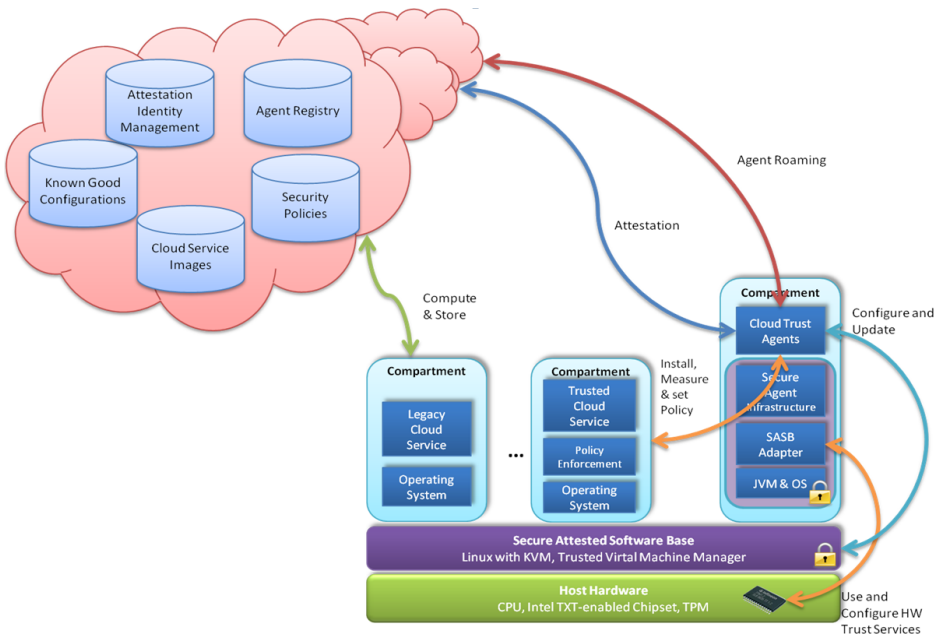 Attestation
Identity
Management
Agent Registry
Known Good
Configurations
Security
Policies
Cloud Service
Images
Agent Roaming
Attestation
Compute
& Store
Configure and
Update
Install,
Measure
& set
Policy
Compartment
Legacy
Cloud
Service
Operating
System
...
Compartment
Trusted
Cloud
Service
Policy
Enforcement
Operating
System
Compartment
Cloud Trust
Agents
Secure
Agent
Infrastructure
SASB
Adapter
JVM & OS
Secure Attested Software Base
Linux with KVM, Trusted Virtal Machine Manager
Host Hardware
CPU, Intel TXT-enabled Chipset, TPM
Use and
Configure HW
Trust Services